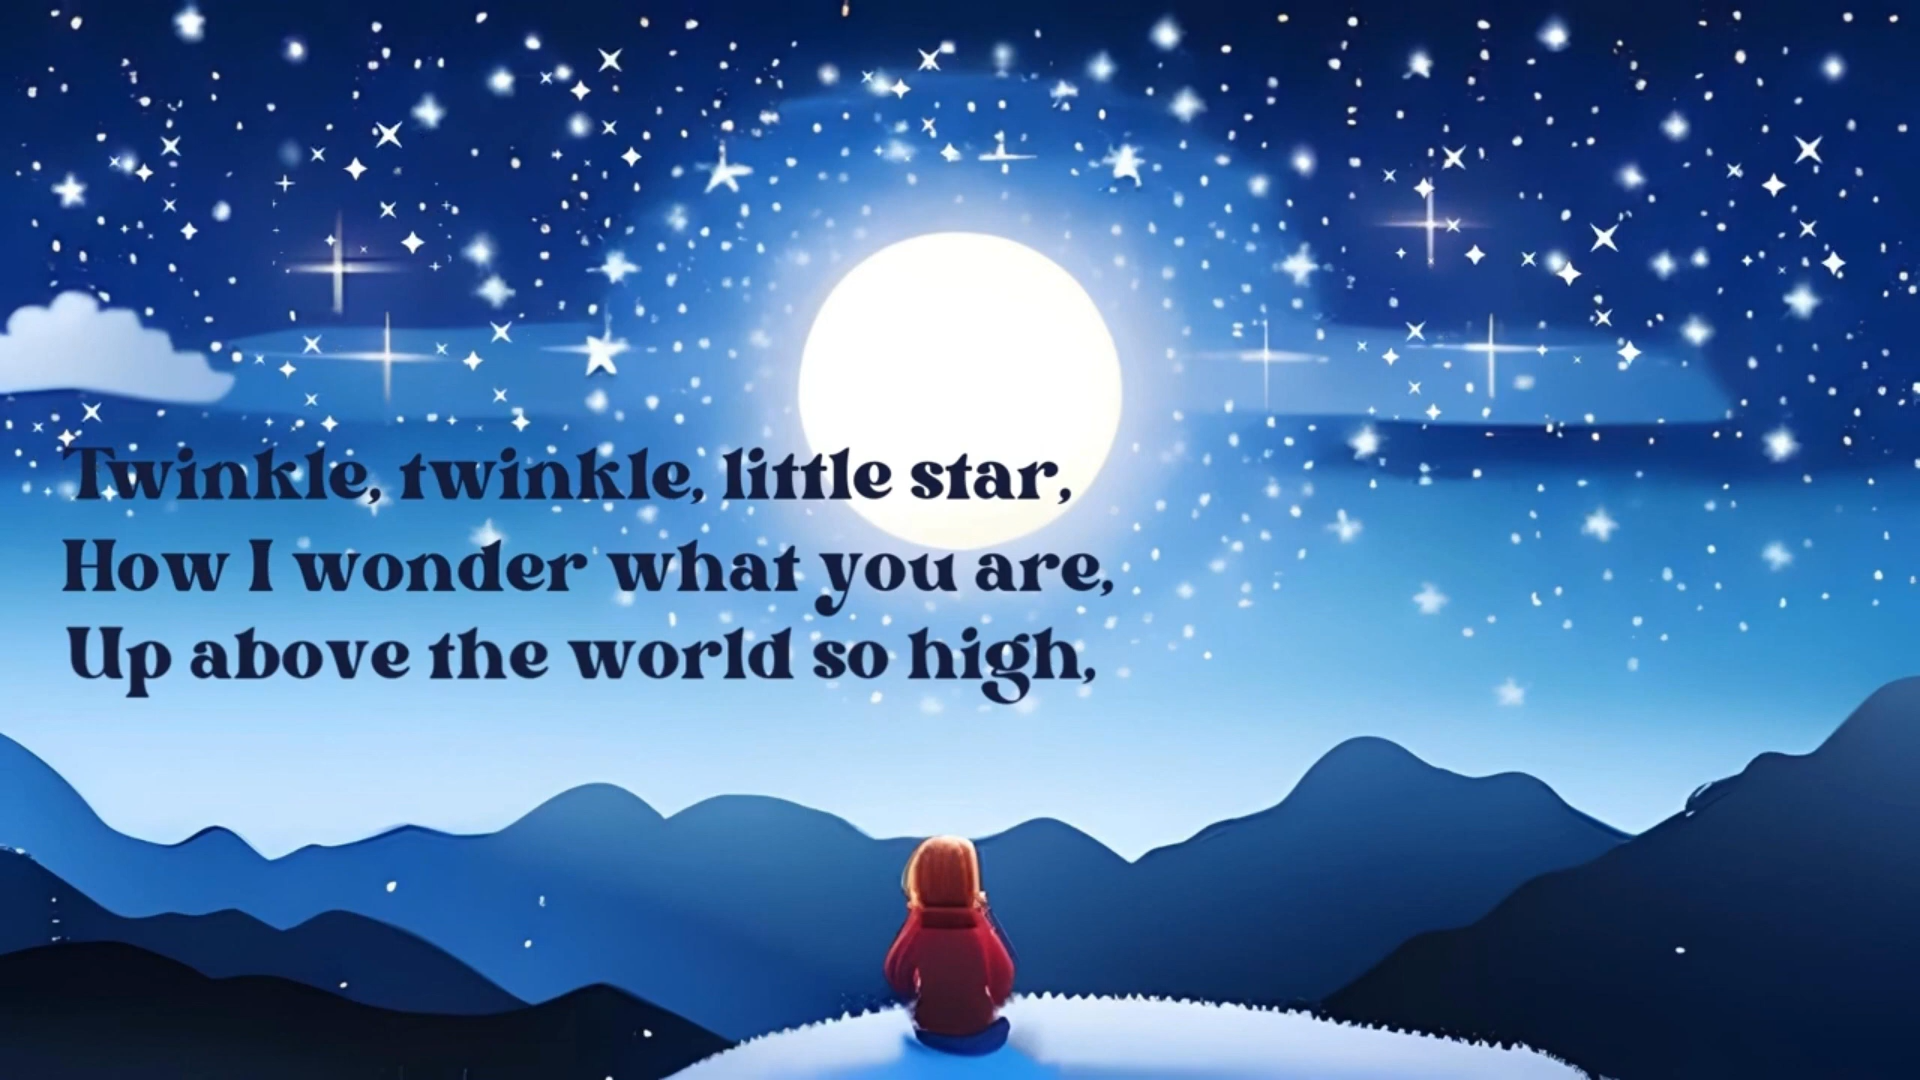 Twinkle, twinkle, little star,
How I wonder what you are,
Up above the world so high,